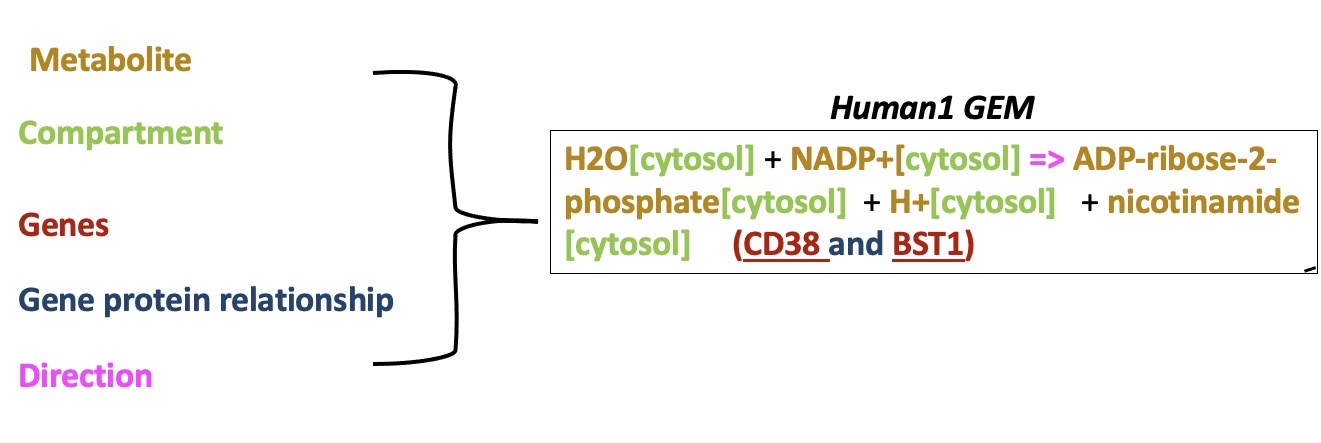 Metabolite
Compartment
Genes
Gene protein relationship
Direction
Human1 GEM
H2O[cytosol] + NADP+[cytosol] => ADP-ribose-2-
phosphate[cytosol] + H+[cytosol] + nicotinamide
[cytosol] (CD38 and BST1)